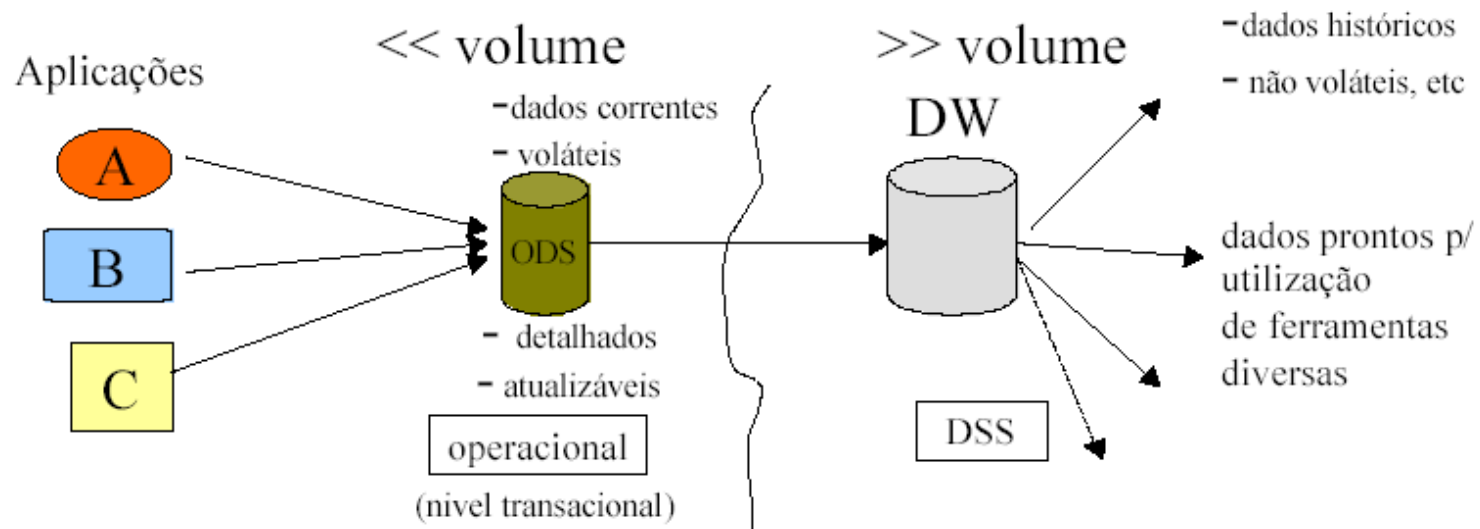 Aplicações
A
B
C
<< volume
-dados correntes
- voláteis
ODS
- detalhados
- atualizáveis
operacional
(nivel transacional)
>> volume
DW
DSS
-dados históricos
- não voláteis, etc
dados prontos p/
utilização
de ferramentas
diversas